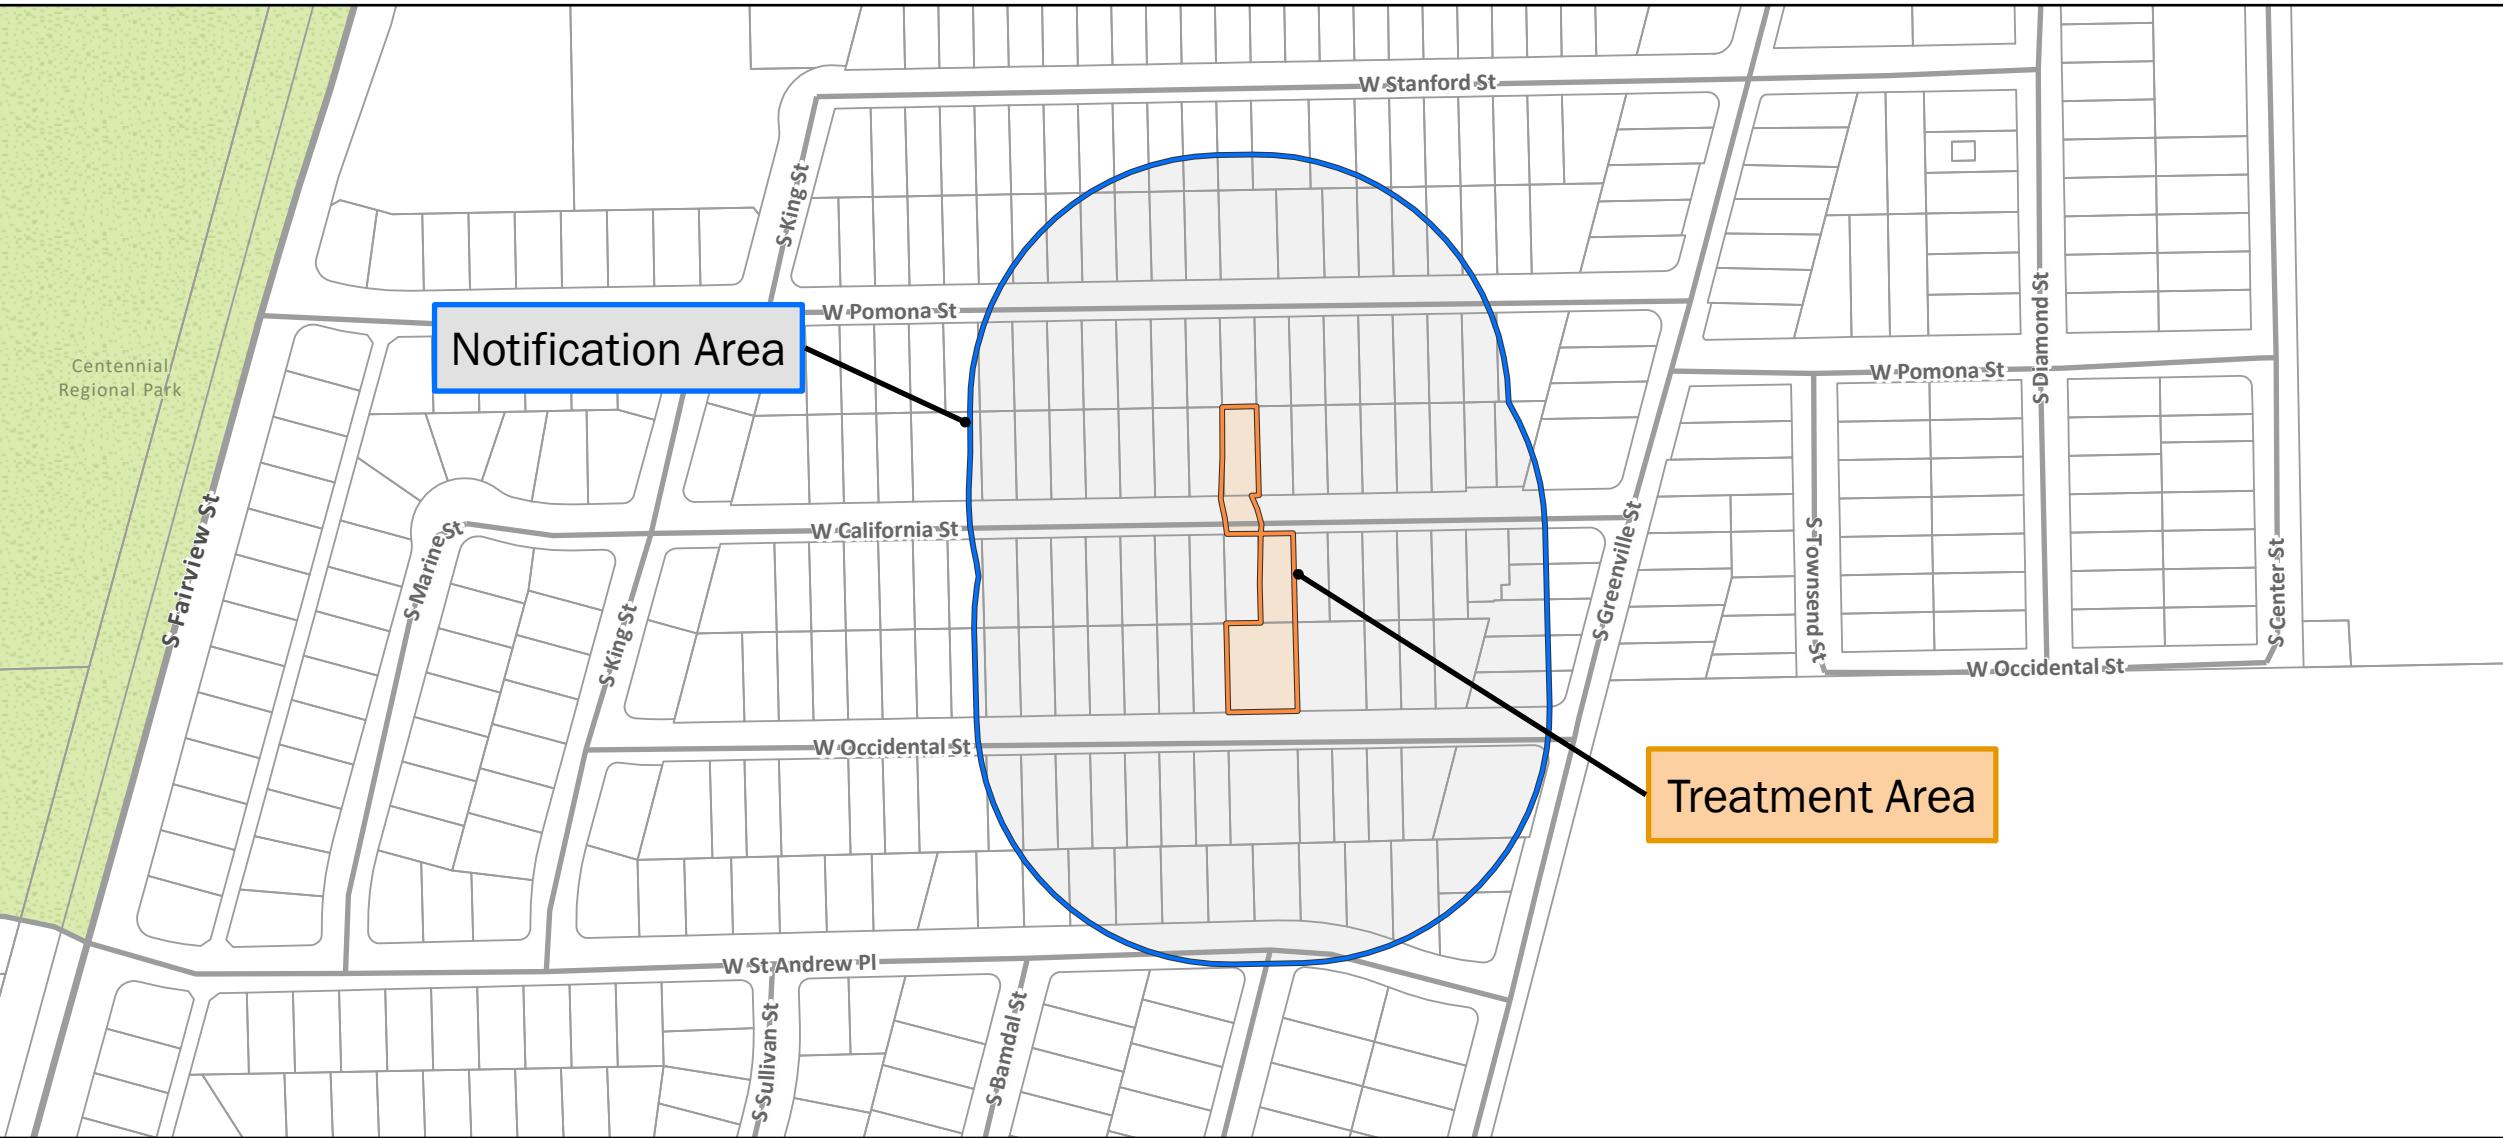 W Stanford St
S King St
W Pomona St
Notification Area
Centennial
Regional Park
S Diamond St
W Pomona St
S Fairview St
S Marine St
W California St
S Greenville St
S Townsend St
S Center St
S King St
W Occidental St
W Occidental St
Treatment Area
W St Andrew Pl
S Sullivan St
S Bamdal St